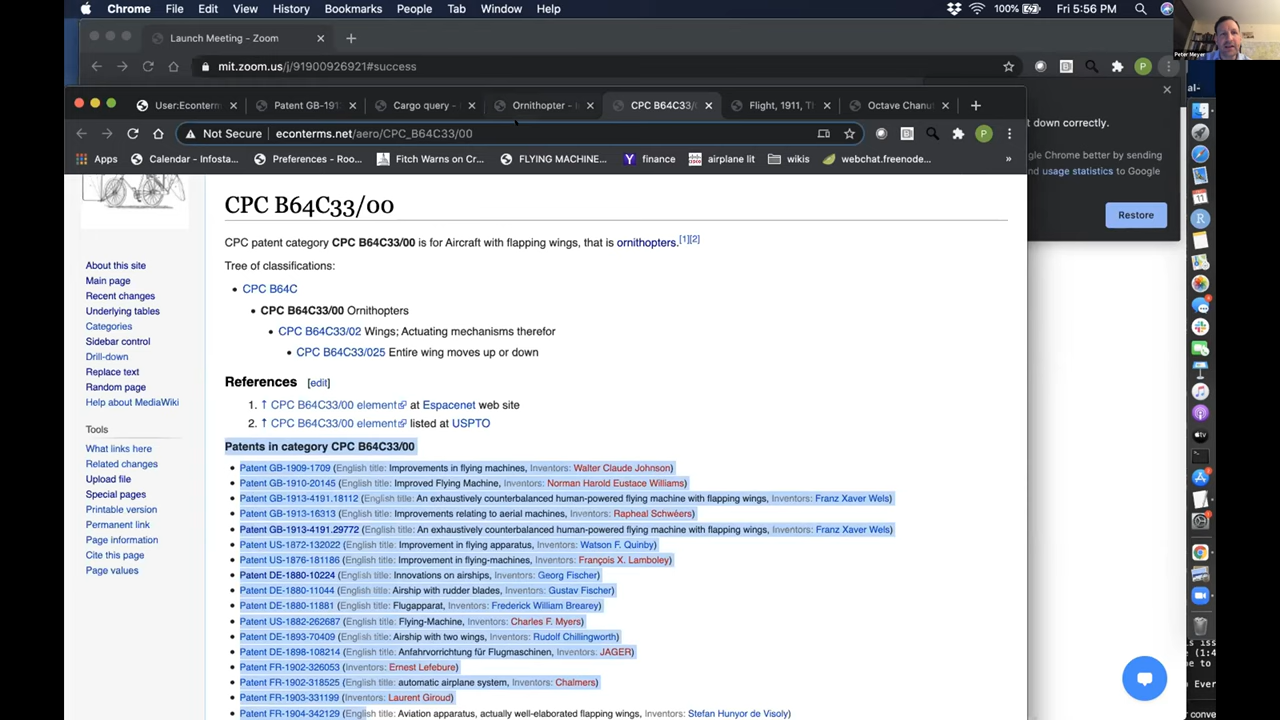 Chrome File Edit View History Bookmarks People Tab Window Help 100% Fri 5:56 PM
Launch Meeting - Zoom
mit.zoom.us/j/91900926921#success
Peter Meyer
User:Econterm
Patent GB-191
Cargo query -
Ornithopter -
CPC B64C33/
Flight, 1911, T
Octave Chanu
al-
Not Secure econterms.net/aero/CPC_B64C33/00
t down correctly.
Apps Calendar - Infosta... Preferences - Roo... Fitch Warns on Cr... FLYING MACHINE... finance airplane lit wikis webchat.freenode... »
gle Chrome better by sending
nd usage statistics to Google
Restore
CPC B64C33/00
CPC patent category CPC B64C33/00 is for Aircraft with flapping wings, that is ornithopters.[1][2]
Tree of classifications:
• CPC B64C
• CPC B64C33/00 Ornithopters
• CPC B64C33/02 Wings; Actuating mechanisms therefor
• CPC B64C33/025 Entire wing moves up or down
References [edit]
1. ↑ CPC B64C33/00 element at Espacenet web site
2. ↑ CPC B64C33/00 element listed at USPTO
About this site
Main page
Recent changes
Underlying tables
Categories
Sidebar control
Drill-down
Replace text
Random page
Help about MediaWiki
Tools
What links here
Related changes
Upload file
Special pages
Printable version
Permanent link
Page information
Cite this page
Page values
Patents in category CPC B64C33/00
• Patent GB-1909-1709 (English title: Improvements in flying machines, Inventors: Walter Claude Johnson)
• Patent GB-1910-20145 (English title: Improved Flying Machine, Inventors: Norman Harold Eustace Williams)
• Patent GB-1913-4191.18112 (English title: An exhaustively counterbalanced human-powered flying machine with flapping wings, Inventors: Franz Xaver Wels)
• Patent GB-1913-16313 (English title: Improvements relating to aerial machines, Inventors: Rapheal Schwéers)
• Patent GB-1913-4191.29772 (English title: An exhaustively counterbalanced human-powered flying machine with flapping wings, Inventors: Franz Xaver Wels)
• Patent US-1872-132022 (English title: Improvement in flying apparatus, Inventors: Watson F. Quinby)
• Patent US-1876-181186 (English title: Improvement in flying-machines, Inventors: François X. Lamboley)
• Patent DE-1880-10224 (English title: Innovations on airships, Inventors: Georg Fischer)
• Patent DE-1880-11044 (English title: Airship with rudder blades, Inventors: Gustav Fischer)
• Patent DE-1880-11881 (English title: Flugapparat, Inventors: Frederick William Brearey)
• Patent US-1882-262687 (English title: Flying-Machine, Inventors: Charles F. Myers)
• Patent DE-1893-70409 (English title: Airship with two wings, Inventors: Rudolf Chillingworth)
• Patent DE-1898-108214 (English title: Anfahrvorrichtung für Flugmaschinen, Inventors: JAGER)
• Patent FR-1902-326053 (Inventors: Ernest Lefebure)
• Patent FR-1902-318525 (English title: automatic airplane system, Inventors: Chalmers)
• Patent FR-1903-331199 (Inventors: Laurent Giroud)
• Patent FR-1904-342129 (English title: Aviation apparatus, actually well-elaborated flapping wings, Inventors: Stefan Hunyor de Visoly)
s iss
(1:4
e to
Ever
conve